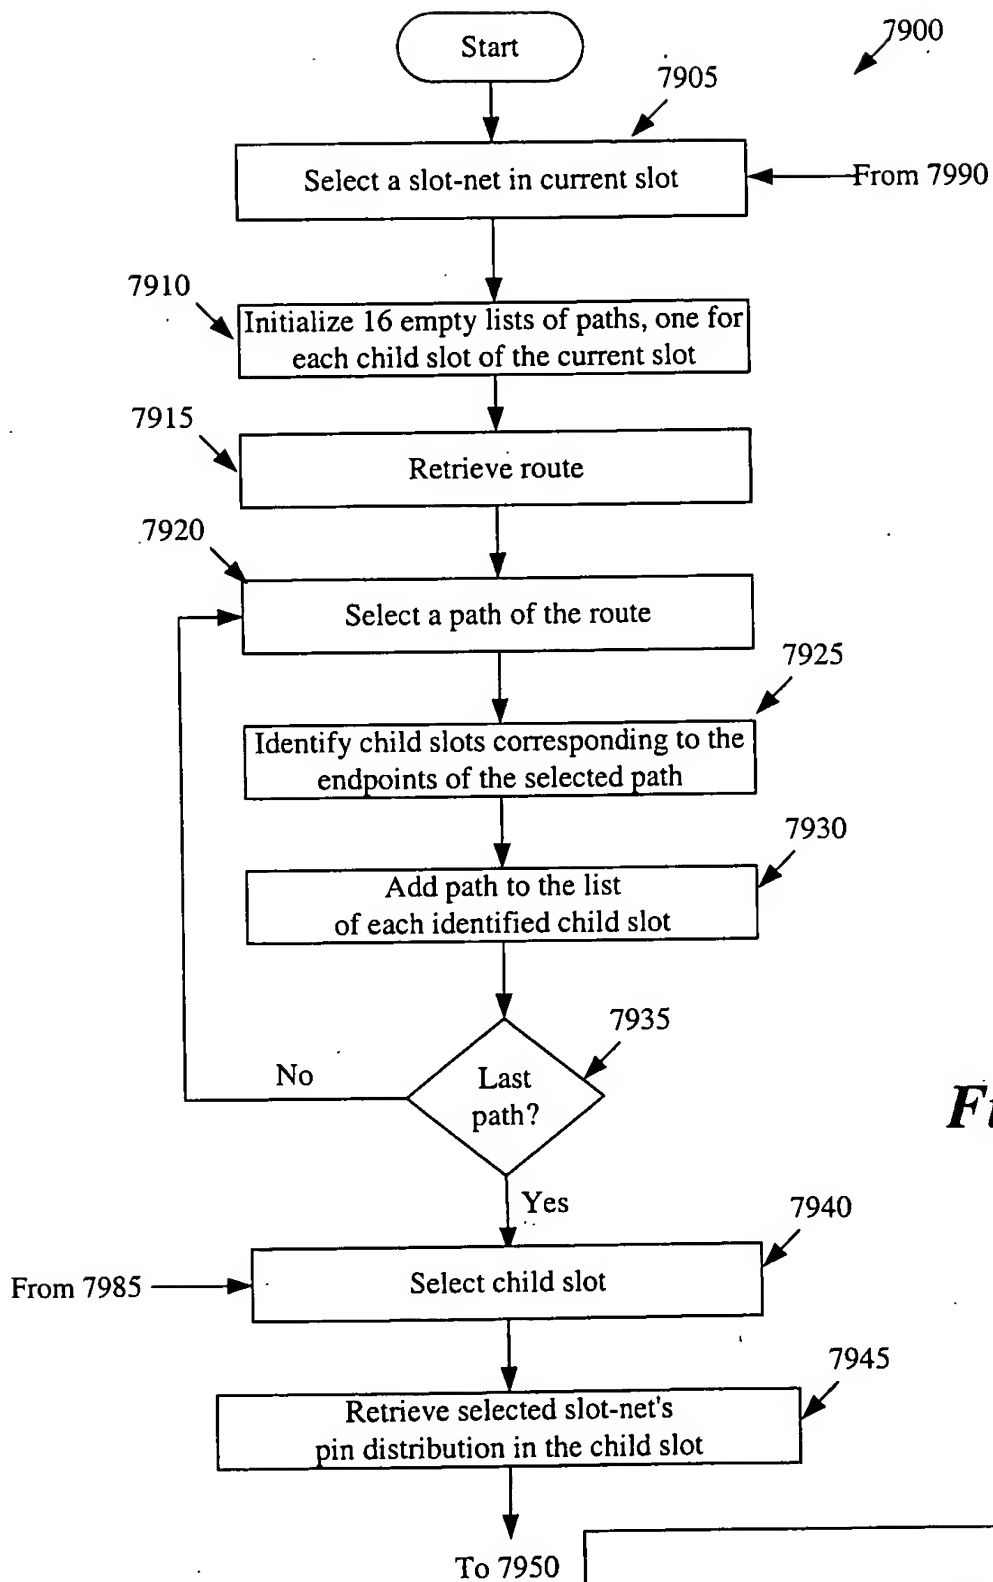 Start
7900
7905
Select a slot-net in current slot
From 7990
7910
Initialize 16 empty lists of paths, one for
each child slot of the current slot
7915
Retrieve route
7920
Select a path of the route
7925
Identify child slots corresponding to the
endpoints of the selected path
7930
Add path to the list
of each identified child slot
7935
Last
path?
No
Yes
7940
From 7985
Select child slot
7945
Retrieve selected slot-net's
pin distribution in the child slot
To 7950